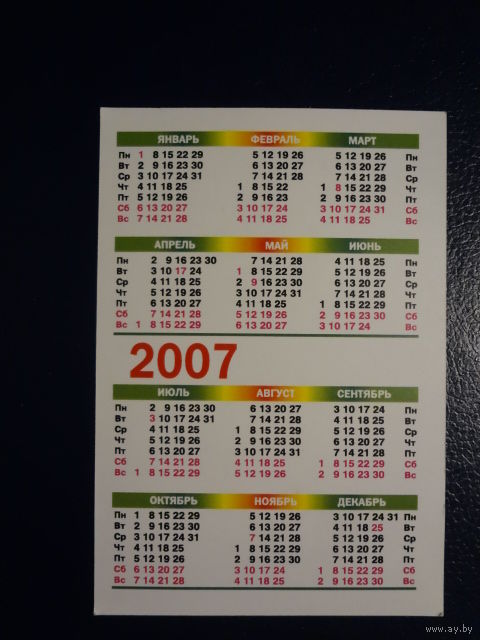 ЯНВАРЬ ФЕВРАЛЬ МАРТ
Пн 1 8 15 22 29 5 12 19 26 5 12 19 26 Пн
Вт 2 9 16 23 30 6 13 20 27 6 13 20 27 Вт
Ср 3 10 17 24 31 7 14 21 28 7 14 21 28 Ср
Чт 4 11 18 25 1 8 15 22 1 8 15 22 29 Чт
Пт 5 12 19 26 2 9 16 23 2 9 16 23 30 Пт
Сб 6 13 20 27 3 10 17 24 3 10 17 24 31 Сб
Вс 7 14 21 28 4 11 18 25 4 11 18 25 Вс
АПРЕЛЬ МАЙ ИЮНЬ
Пн 2 9 16 23 30 7 14 21 28 4 11 18 25 Пн
Вт 3 10 17 24 1 8 15 22 29 5 12 19 26 Вт
Ср 4 11 18 25 2 9 16 23 30 6 13 20 27 Ср
Чт 5 12 19 26 3 10 17 24 31 7 14 21 28 Чт
Пт 6 13 20 27 4 11 18 25 1 8 15 22 29 Пт
Сб 7 14 21 28 5 12 19 26 2 9 16 23 30 Сб
Вс 1 8 15 22 29 6 13 20 27 3 10 17 24 Вс
2007
ИЮЛЬ АВГУСТ СЕНТЯБРЬ
Пн 2 9 16 23 30 6 13 20 27 3 10 17 24 Пн
Вт 3 10 17 24 31 7 14 21 28 4 11 18 25 Вт
Ср 4 11 18 25 1 8 15 22 29 5 12 19 26 Ср
Чт 5 12 19 26 2 9 16 23 30 6 13 20 27 Чт
Пт 6 13 20 27 3 10 17 24 31 7 14 21 28 Пт
Сб 7 14 21 28 4 11 18 25 1 8 15 22 29 Сб
Вс 1 8 15 22 29 5 12 19 26 2 9 16 23 30 Вс
ОКТЯБРЬ НОЯБРЬ ДЕКАБРЬ
Пн 1 8 15 22 29 5 12 19 26 3 10 17 24 31 Пн
Вт 2 9 16 23 30 6 13 20 27 4 11 18 25 Вт
Ср 3 10 17 24 31 7 14 21 28 5 12 19 26 Ср
Чт 4 11 18 25 1 8 15 22 29 6 13 20 27 Чт
Пт 5 12 19 26 2 9 16 23 30 7 14 21 28 Пт
Сб 6 13 20 27 3 10 17 24 1 8 15 22 29 Сб
Вс 7 14 21 28 4 11 18 25 2 9 16 23 30 Вс
www.ay.by